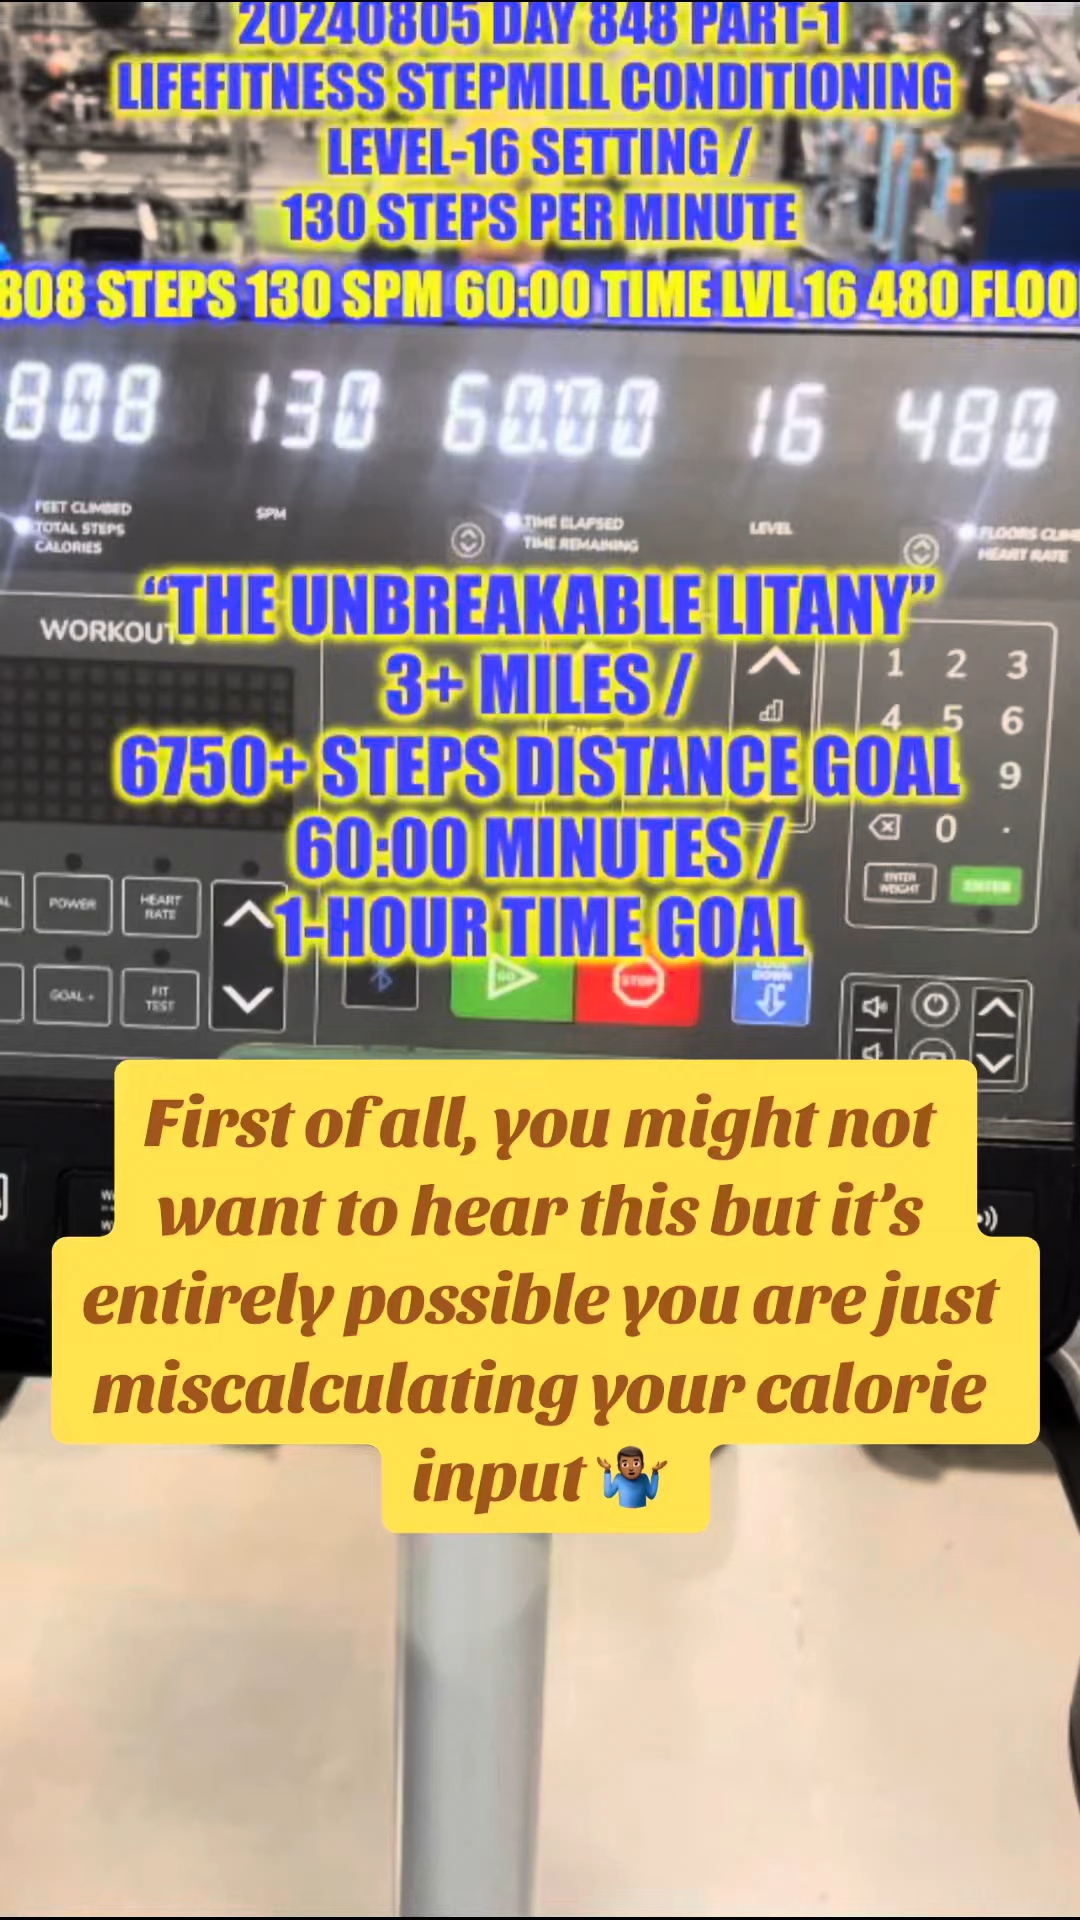 20240805 DAY 848 PART-1
LIFEFITNESS STEPMILL CONDITIONING
LEVEL-16 SETTING /
130 STEPS PER MINUTE
808 STEPS 130 SPM 60:00 TIME LVL 16 480 FLOO
808 130 60:00 16 480
FEET CLIMBED
TOTAL STEPS
CALORIES
SPM
TIME ELAPSED
TIME REMAINING
LEVEL
FLOORS CLIM
HEART RATE
“THE UNBREAKABLE LITANY”
WORKOUT
3+ MILES /
6750+ STEPS DISTANCE GOAL
60:00 MINUTES /
1-HOUR TIME GOAL
1 2 3
4 5 6
9
0 .
ENTER
WEIGHT
ENTER
POWER
HEART
RATE
GOAL +
FIT
TEST
GO
STOP
DOWN
First of all, you might not
want to hear this but it’s
entirely possible you are just
miscalculating your calorie
input 🤷🏾‍♂️